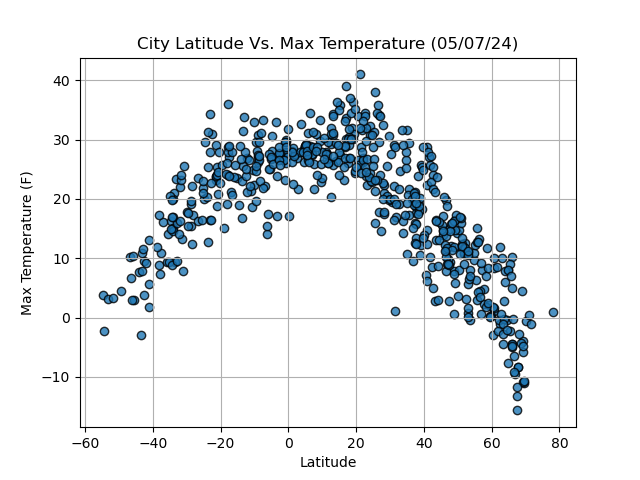 City Latitude Vs. Max Temperature (05/07/24)
Max Temperature (F)
40
30
20
10
0
−10
−60 −40 −20 0 20 40 60 80
Latitude